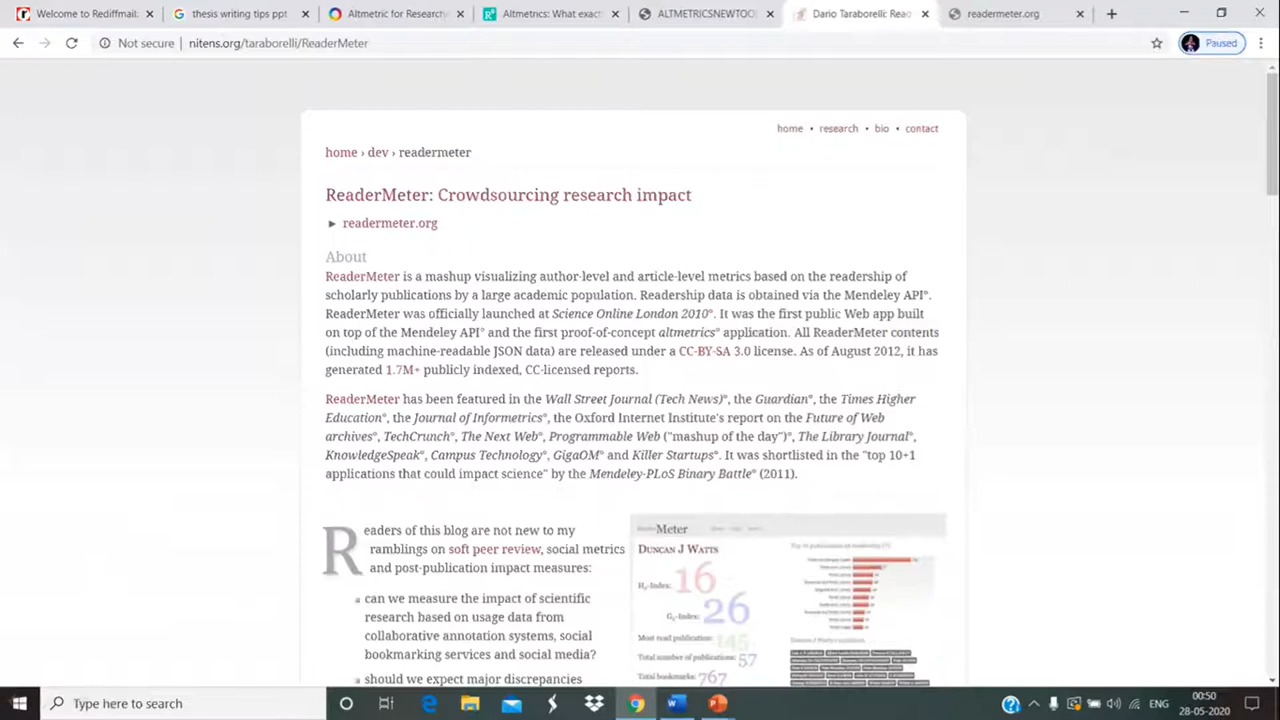 Welcome to Rediffmail:
thesis writing tips ppt
Altmetric for Research
Altmetrics: What exact
ALTMETRICSNEWTOO
Dario Taraborelli: Rea
readermeter.org
Not secure | nitens.org/taraborelli/ReaderMeter
Paused
home • research • bio • contact
home › dev › readermeter
ReaderMeter: Crowdsourcing research impact
► readermeter.org
About
ReaderMeter is a mashup visualizing author-level and article-level metrics based on the readership of
scholarly publications by a large academic population. Readership data is obtained via the Mendeley API°.
ReaderMeter was officially launched at Science Online London 2010°. It was the first public Web app built
on top of the Mendeley API° and the first proof-of-concept altmetrics° application. All ReaderMeter contents
(including machine-readable JSON data) are released under a CC-BY-SA 3.0 license. As of August 2012, it has
generated 1.7M+ publicly indexed, CC-licensed reports.
ReaderMeter has been featured in the Wall Street Journal (Tech News)°, the Guardian°, the Times Higher
Education°, the Journal of Informetrics°, the Oxford Internet Institute's report on the Future of Web
archives°, TechCrunch°, The Next Web°, Programmable Web ("mashup of the day")°, The Library Journal°,
KnowledgeSpeak°, Campus Technology°, GigaOM° and Killer Startups°. It was shortlisted in the "top 10+1
applications that could impact science" by the Mendeley-PLoS Binary Battle° (2011).
Readers of this blog are not new to my
ramblings on soft peer review, social metrics
and post-publication impact measures:
can we measure the impact of scientific
research based on usage data from
collaborative annotation systems, social
bookmarking services and social media?
should we expect major discrep
Meter
Duncan J Watts
16
26
Most read publication: 145
Total number of publications: 57
Total bookmarks: 767
Type here to search
ENG
00:50
28-05-2020